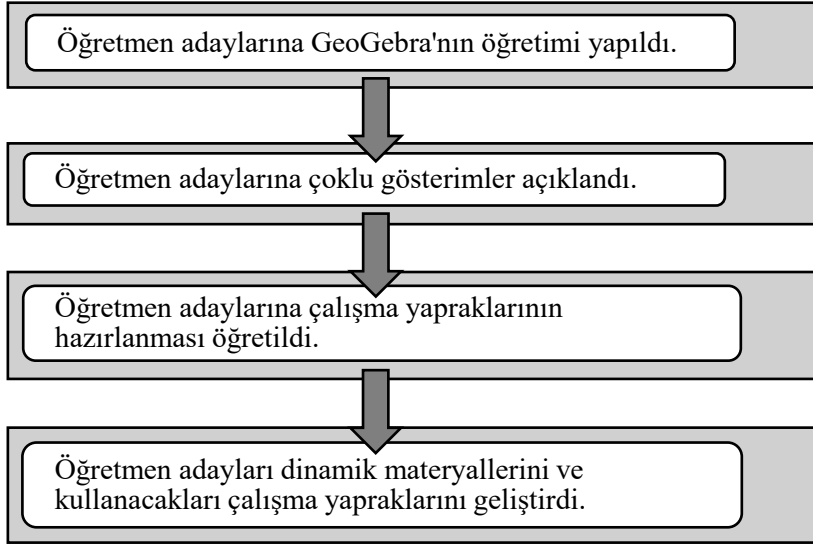 Öğretmen adaylarına GeoGebra'nın öğretimi yapıldı.
Öğretmen adaylarına çoklu gösterimler açıklandı.
Öğretmen adaylarına çalışma yapraklarının
hazırlanması öğretildi.
Öğretmen adayları dinamik materyallerini ve
kullanacakları çalışma yapraklarını geliştirdi.